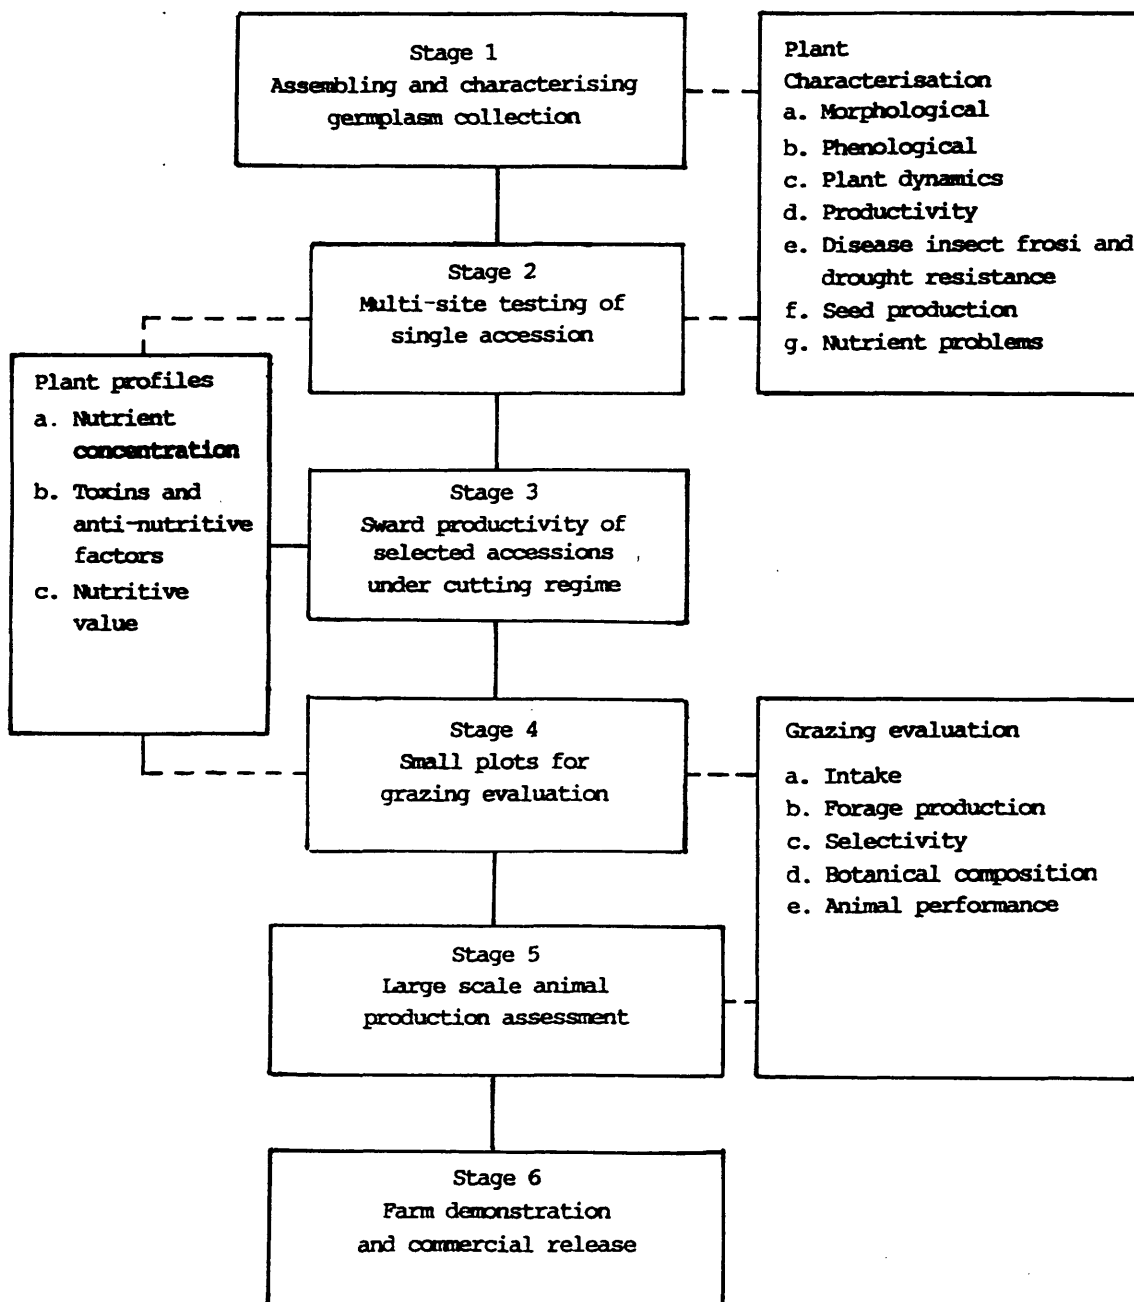 Stage 1
Assembling and characterising
germplasm collection
Plant
Characterisation
a. Morphological
b. Phenological
c. Plant dynamics
d. Productivity
e. Disease insect frosi and
drought resistance
f. Seed production
g. Nutrient problems
Stage 2
Multi-site testing of
single accession
Plant profiles
a. Nutrient
concentration
b. Toxins and
anti-nutritive
factors
c. Nutritive
value
Stage 3
Sward productivity of
selected accessions
under cutting regime
Stage 4
Small plots for
grazing evaluation
Grazing evaluation
a. Intake
b. Forage production
c. Selectivity
d. Botanical composition
e. Animal performance
Stage 5
Large scale animal
production assessment
Stage 6
Farm demonstration
and commercial release